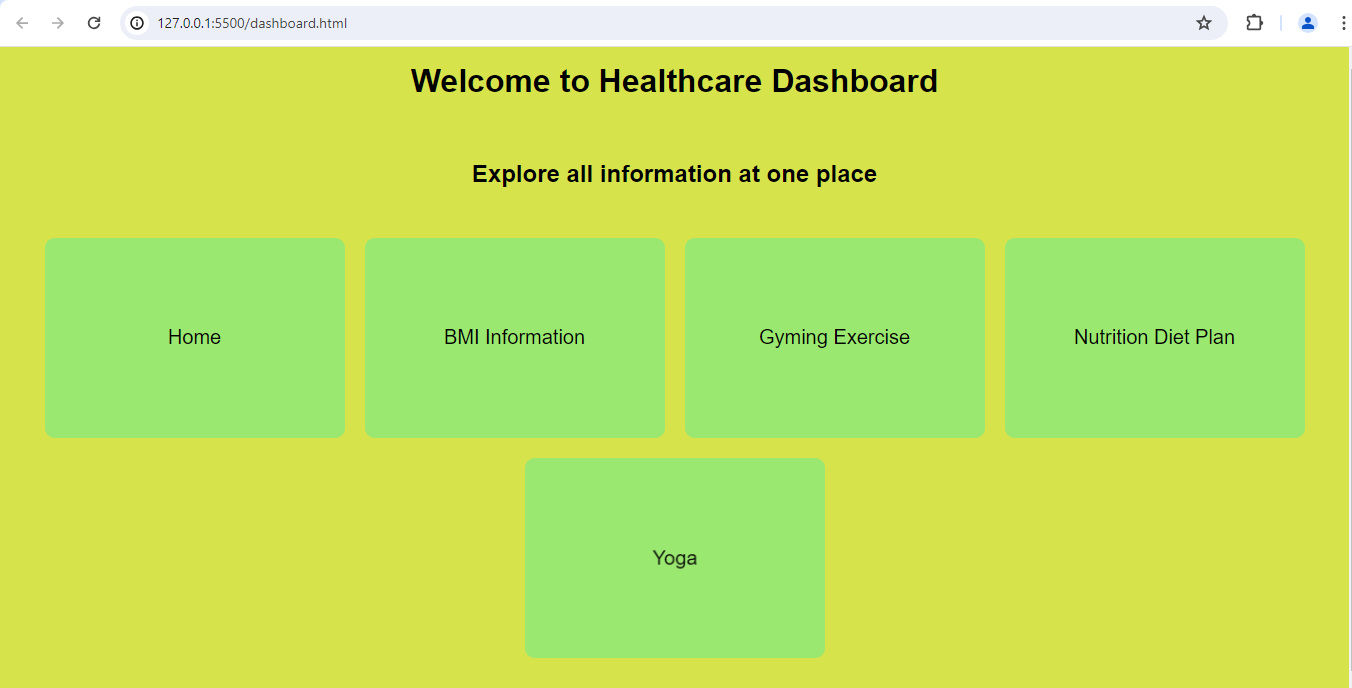 127.0.0.1:5500/dashboard.html
Welcome to Healthcare Dashboard
Explore all information at one place
Home
BMI Information
Gyming Exercise
Nutrition Diet Plan
Yoga